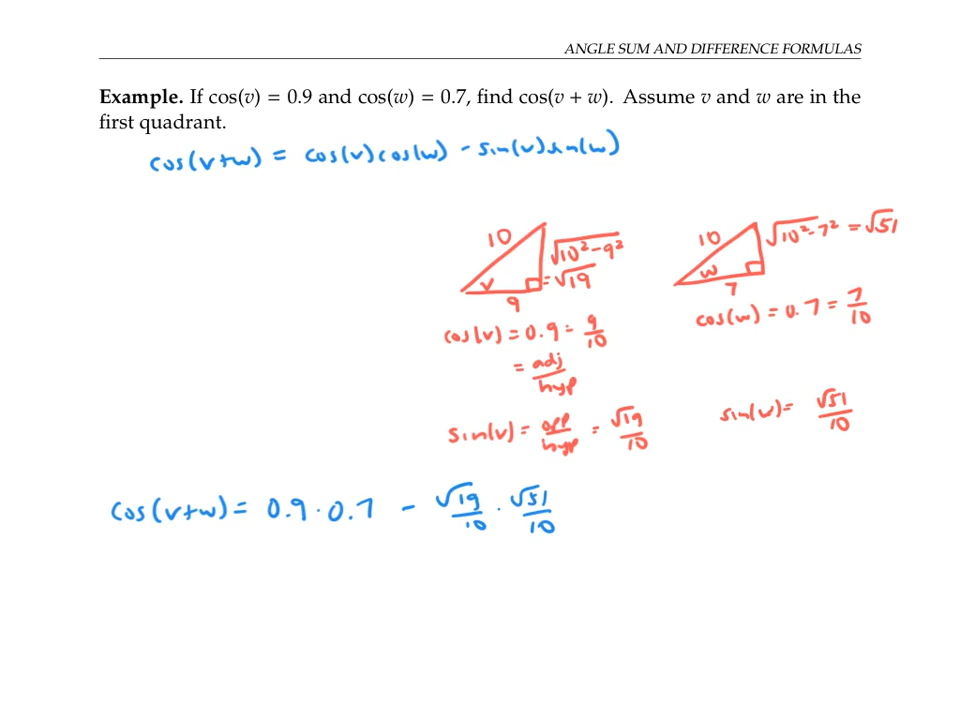 ANGLE SUM AND DIFFERENCE FORMULAS
Example. If cos(v) = 0.9 and cos(w) = 0.7, find cos(v + w). Assume v and w are in the
first quadrant.
cos(v+w) = cos(v)cos(w) - sin(v)sin(w)
10
√10²-9²
= √19
v
9
cos(v) = 0.9 = 9/10
= adj/hyp
sin(v) = opp/hyp = √19/10
10
√10²-7² = √51
w
7
cos(w) = 0.7 = 7/10
sin(w) = √51/10
cos(v+w) = 0.9 · 0.7 - √19/10 · √51/10